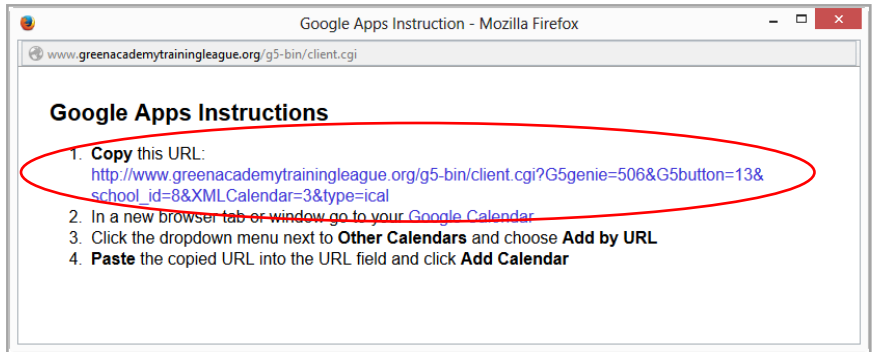 Google Apps Instruction - Mozilla Firefox
www.greenacademytrainingleague.org/g5-bin/client.cgi
Google Apps Instructions
1. Copy this URL:
http://www.greenacademytrainingleague.org/g5-bin/client.cgi?G5genie=506&G5button=13&
school_id=8&XMLCalendar=3&type=ical
2. In a new browser tab or window go to your Google Calendar
3. Click the dropdown menu next to Other Calendars and choose Add by URL
4. Paste the copied URL into the URL field and click Add Calendar